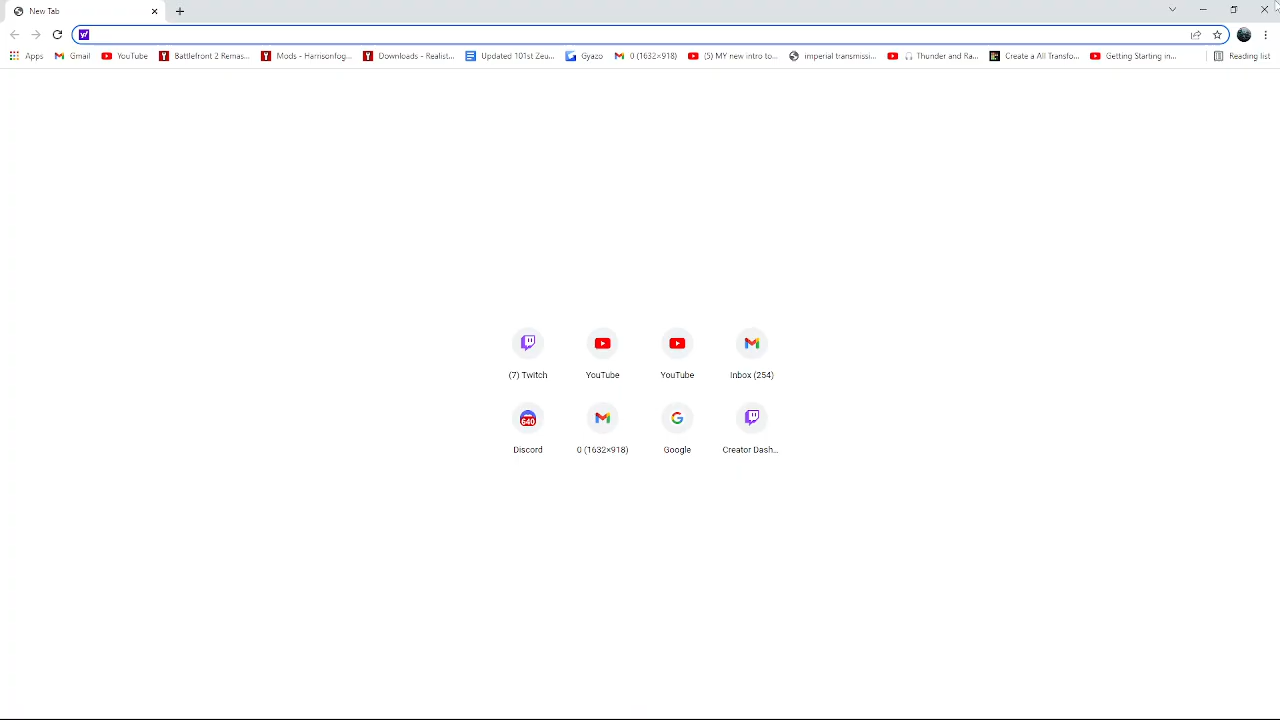 New Tab
Apps Gmail YouTube Battlefront 2 Remas... Mods - Harrisonfog... Downloads - Realist... Updated 101st Zeu... Gyazo 0 (1632×918) (5) MY new intro to... imperial transmissi... Thunder and Ra... Create a All Transfo... Getting Starting in... Reading list
(7) Twitch YouTube YouTube Inbox (254)
640
Discord 0 (1632×918) Google Creator Dash...